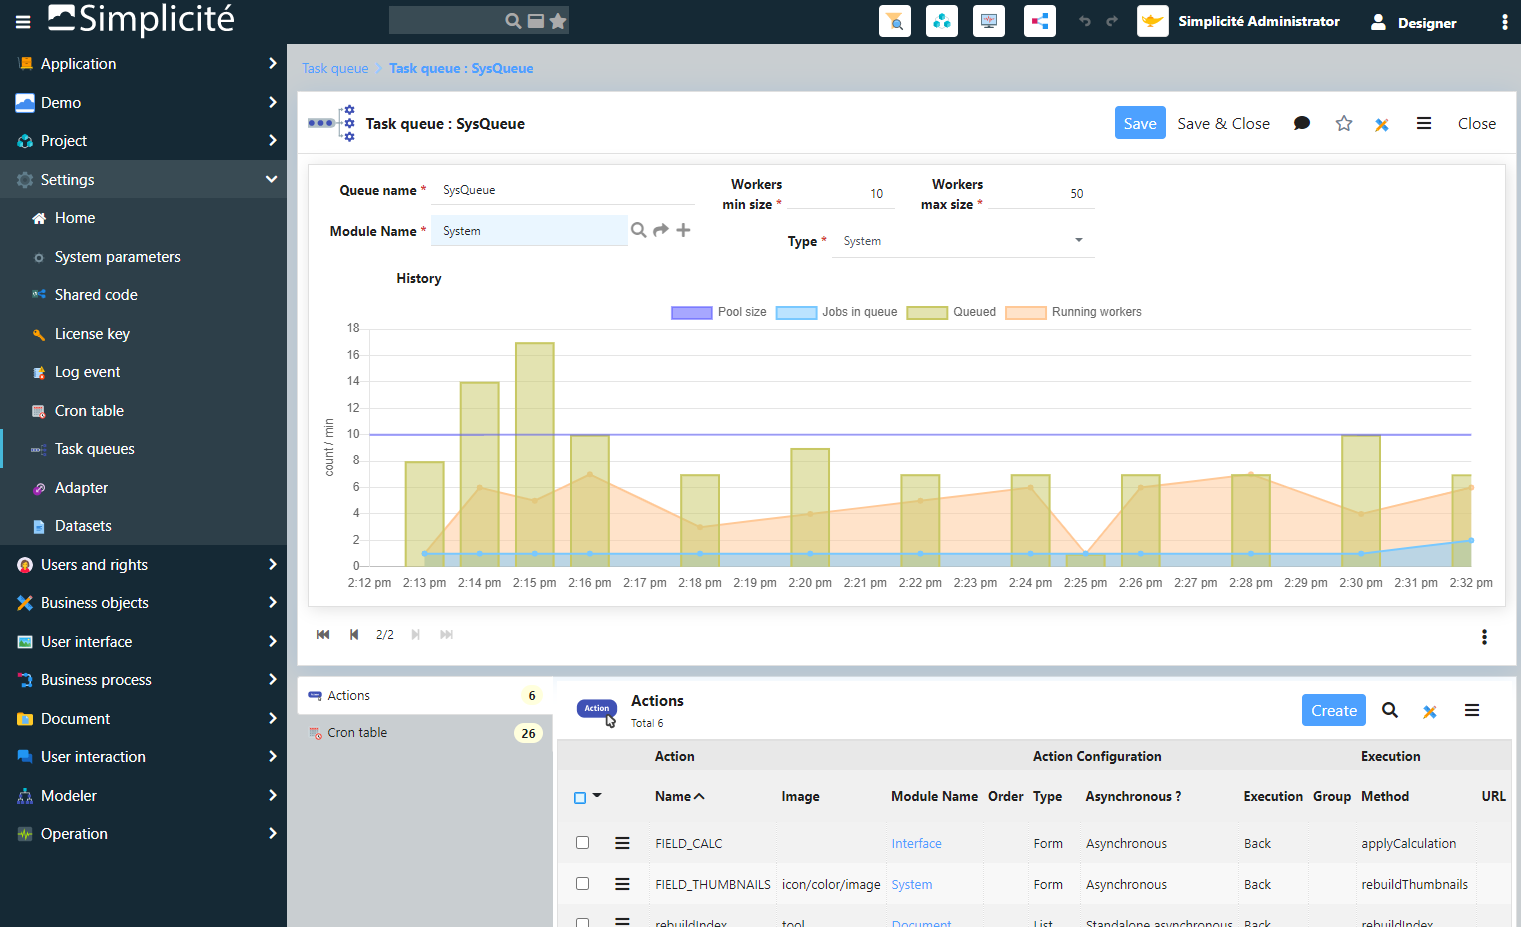 Simplicité
Simplicité Administrator
Designer
Application
Demo
Project
Settings
Home
System parameters
Shared code
License key
Log event
Cron table
Task queues
Adapter
Datasets
Users and rights
Business objects
User interface
Business process
Document
User interaction
Modeler
Operation
Task queue
Task queue : SysQueue
Task queue : SysQueue
Save
Save & Close
Close
Queue name * SysQueue
Workers min size * 10
Workers max size * 50
Module Name * System
Type * System
History
Pool size Jobs in queue Queued Running workers
count / min
18
16
14
12
10
8
6
4
2
0
2:12 pm 2:13 pm 2:14 pm 2:15 pm 2:16 pm 2:17 pm 2:18 pm 2:19 pm 2:20 pm 2:21 pm 2:22 pm 2:23 pm 2:24 pm 2:25 pm 2:26 pm 2:27 pm 2:28 pm 2:29 pm 2:30 pm 2:31 pm 2:32 pm
2/2
Actions 6
Cron table 26
Action
Actions
Total 6
Create
Action Action Configuration Execution
Name Image Module Name Order Type Asynchronous ? Execution Group Method URL
FIELD_CALC Interface Form Asynchronous Back applyCalculation
FIELD_THUMBNAILS icon/color/image System Form Asynchronous Back rebuildThumbnails
rebuildIndex tool Document List Standalone asynchronous Back rebuildIndex